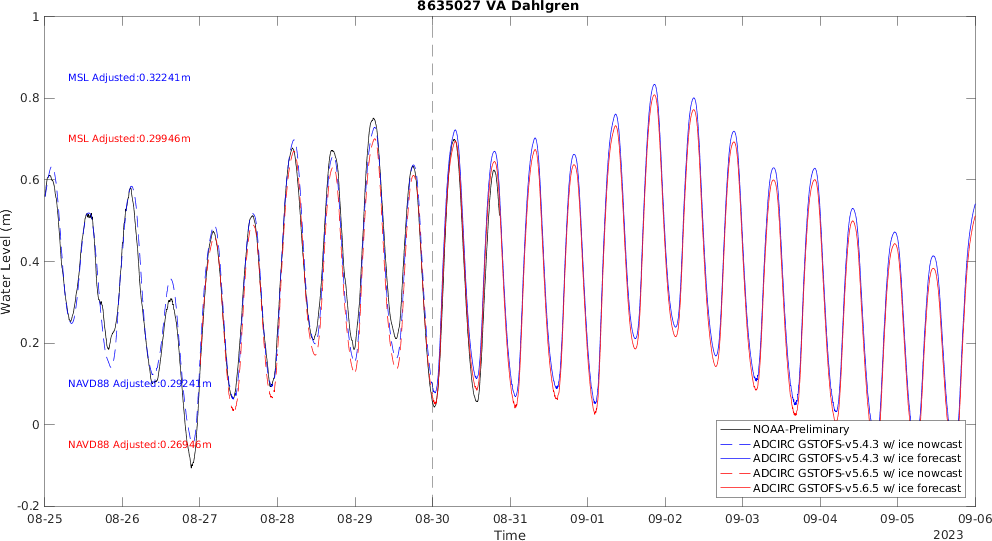 8635027 VA Dahlgren
1
0.8
0.6
0.4
0.2
0
-0.2
Water Level (m)
MSL Adjusted:0.32241m
MSL Adjusted:0.29946m
NAVD88 Adjusted:0.29241m
NAVD88 Adjusted:0.26946m
NOAA-Preliminary
ADCIRC GSTOFS-v5.4.3 w/ ice nowcast
ADCIRC GSTOFS-v5.4.3 w/ ice forecast
ADCIRC GSTOFS-v5.6.5 w/ ice nowcast
ADCIRC GSTOFS-v5.6.5 w/ ice forecast
08-25 08-26 08-27 08-28 08-29 08-30 08-31 09-01 09-02 09-03 09-04 09-05 09-06
Time
2023